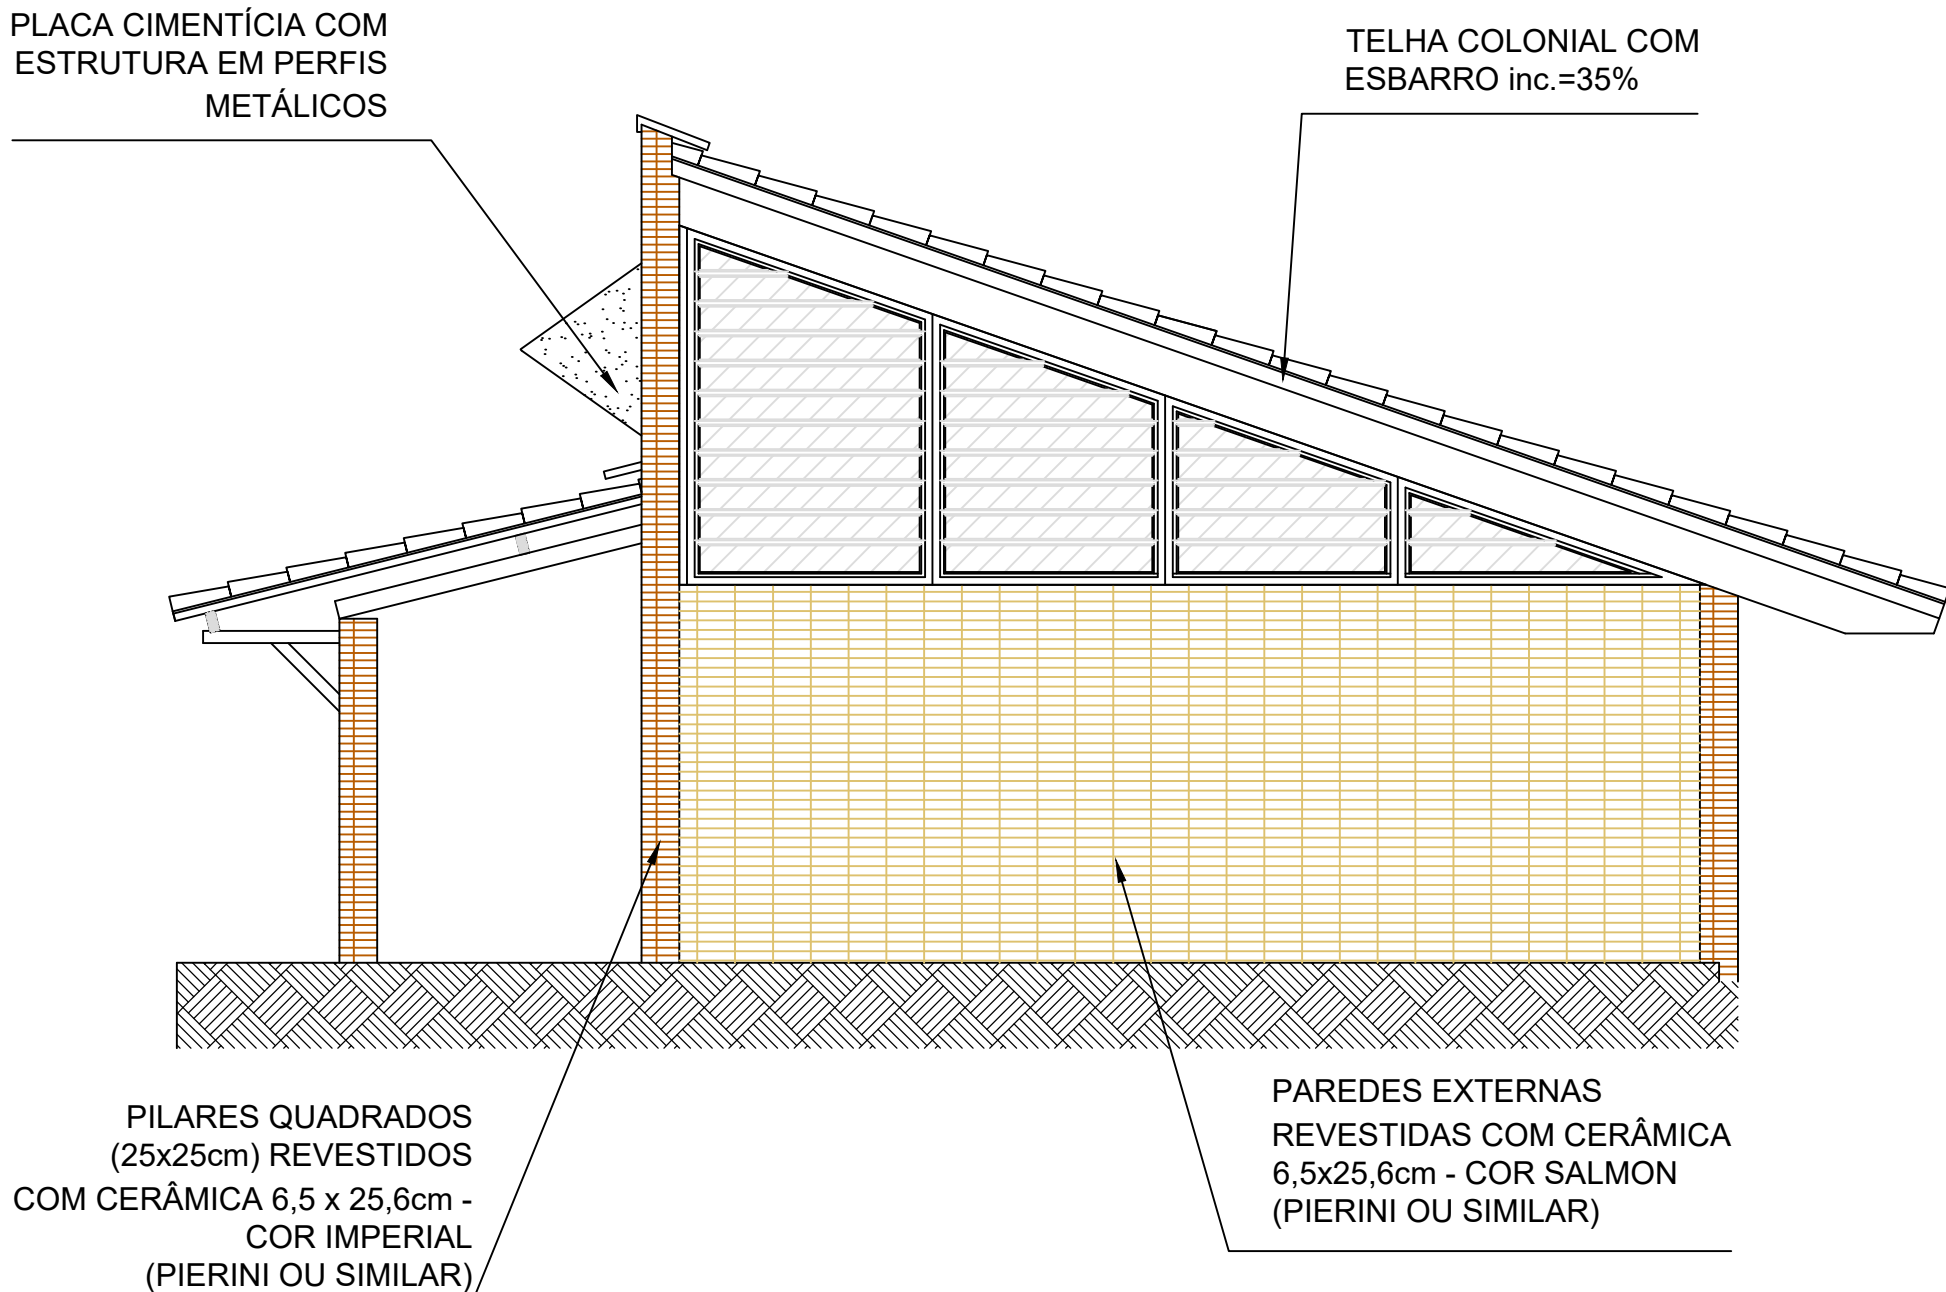 PLACA CIMENTÍCIA COM
ESTRUTURA EM PERFIS
METÁLICOS
TELHA COLONIAL COM
ESBARRO inc.=35%
PILARES QUADRADOS
(25x25cm) REVESTIDOS
COM CERÂMICA 6,5 x 25,6cm -
COR IMPERIAL
(PIERINI OU SIMILAR)
PAREDES EXTERNAS
REVESTIDAS COM CERÂMICA
6,5x25,6cm - COR SALMON
(PIERINI OU SIMILAR)